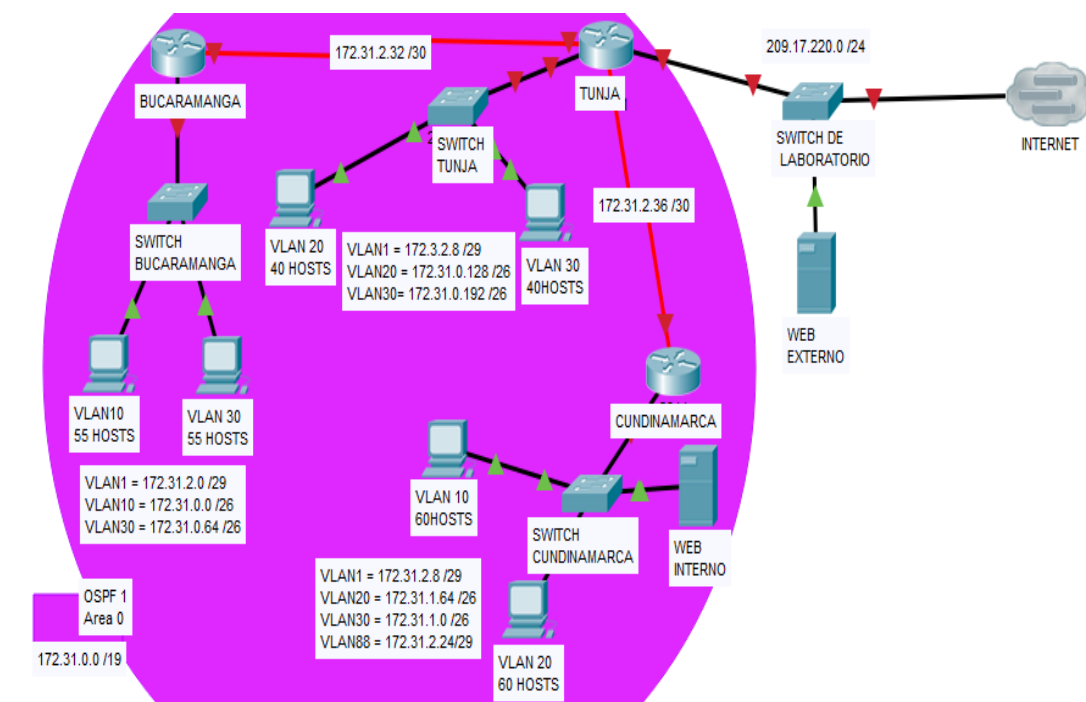 172.31.2.32 /30
209.17.220.0 /24
BUCARAMANGA
TUNJA
INTERNET
SWITCH
TUNJA
SWITCH DE
LABORATORIO
172.31.2.36 /30
SWITCH
BUCARAMANGA
VLAN 20
40 HOSTS
VLAN1 = 172.3.2.8 /29
VLAN20 = 172.31.0.128 /26
VLAN30= 172.31.0.192 /26
VLAN 30
40HOSTS
WEB
EXTERNO
VLAN10
55 HOSTS
VLAN 30
55 HOSTS
CUNDINAMARCA
VLAN1 = 172.31.2.0 /29
VLAN10 = 172.31.0.0 /26
VLAN30 = 172.31.0.64 /26
VLAN 10
60HOSTS
SWITCH
CUNDINAMARCA
WEB
INTERNO
VLAN1 = 172.31.2.8 /29
VLAN20 = 172.31.1.64 /26
VLAN30 = 172.31.1.0 /26
VLAN88 = 172.31.2.24/29
OSPF 1
Area 0
172.31.0.0 /19
VLAN 20
60 HOSTS